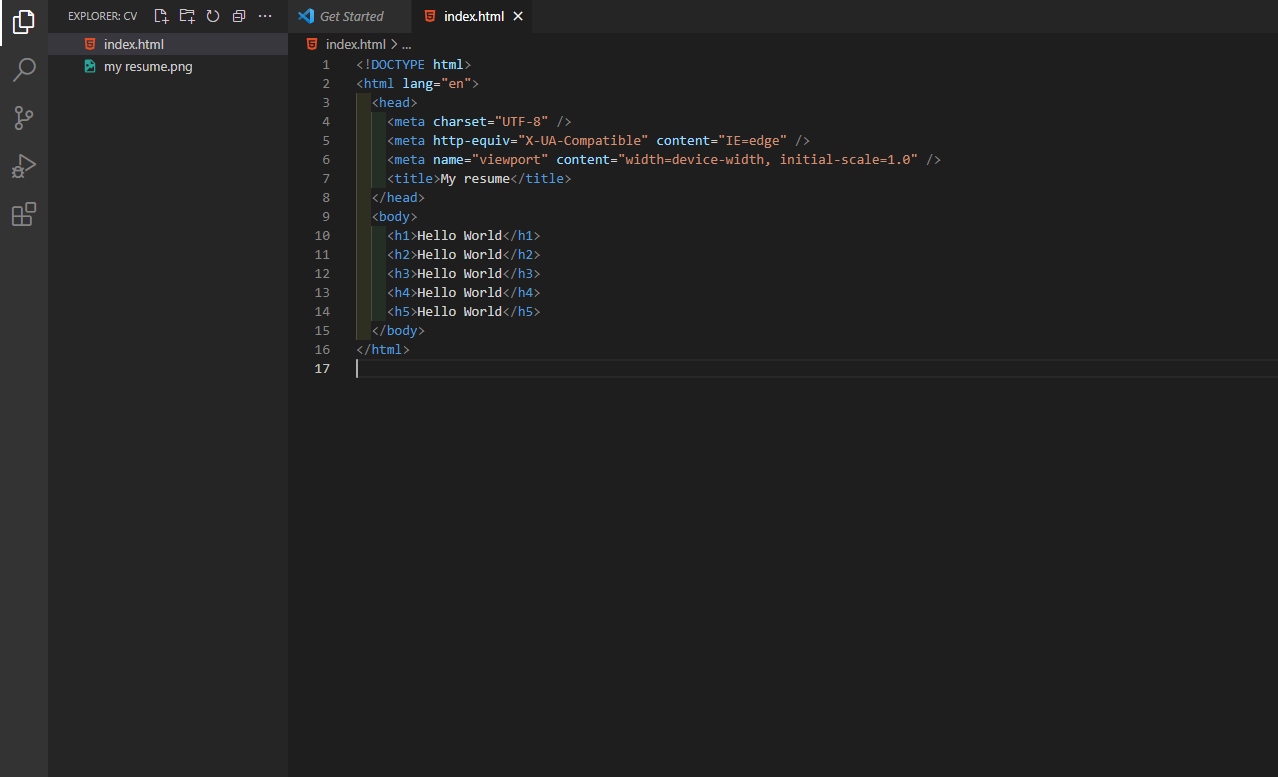 EXPLORER: CV
index.html
my resume.png
Get Started
index.html
index.html > ...
1 <!DOCTYPE html>
2 <html lang="en">
3 <head>
4 <meta charset="UTF-8" />
5 <meta http-equiv="X-UA-Compatible" content="IE=edge" />
6 <meta name="viewport" content="width=device-width, initial-scale=1.0" />
7 <title>My resume</title>
8 </head>
9 <body>
10 <h1>Hello World</h1>
11 <h2>Hello World</h2>
12 <h3>Hello World</h3>
13 <h4>Hello World</h4>
14 <h5>Hello World</h5>
15 </body>
16 </html>
17